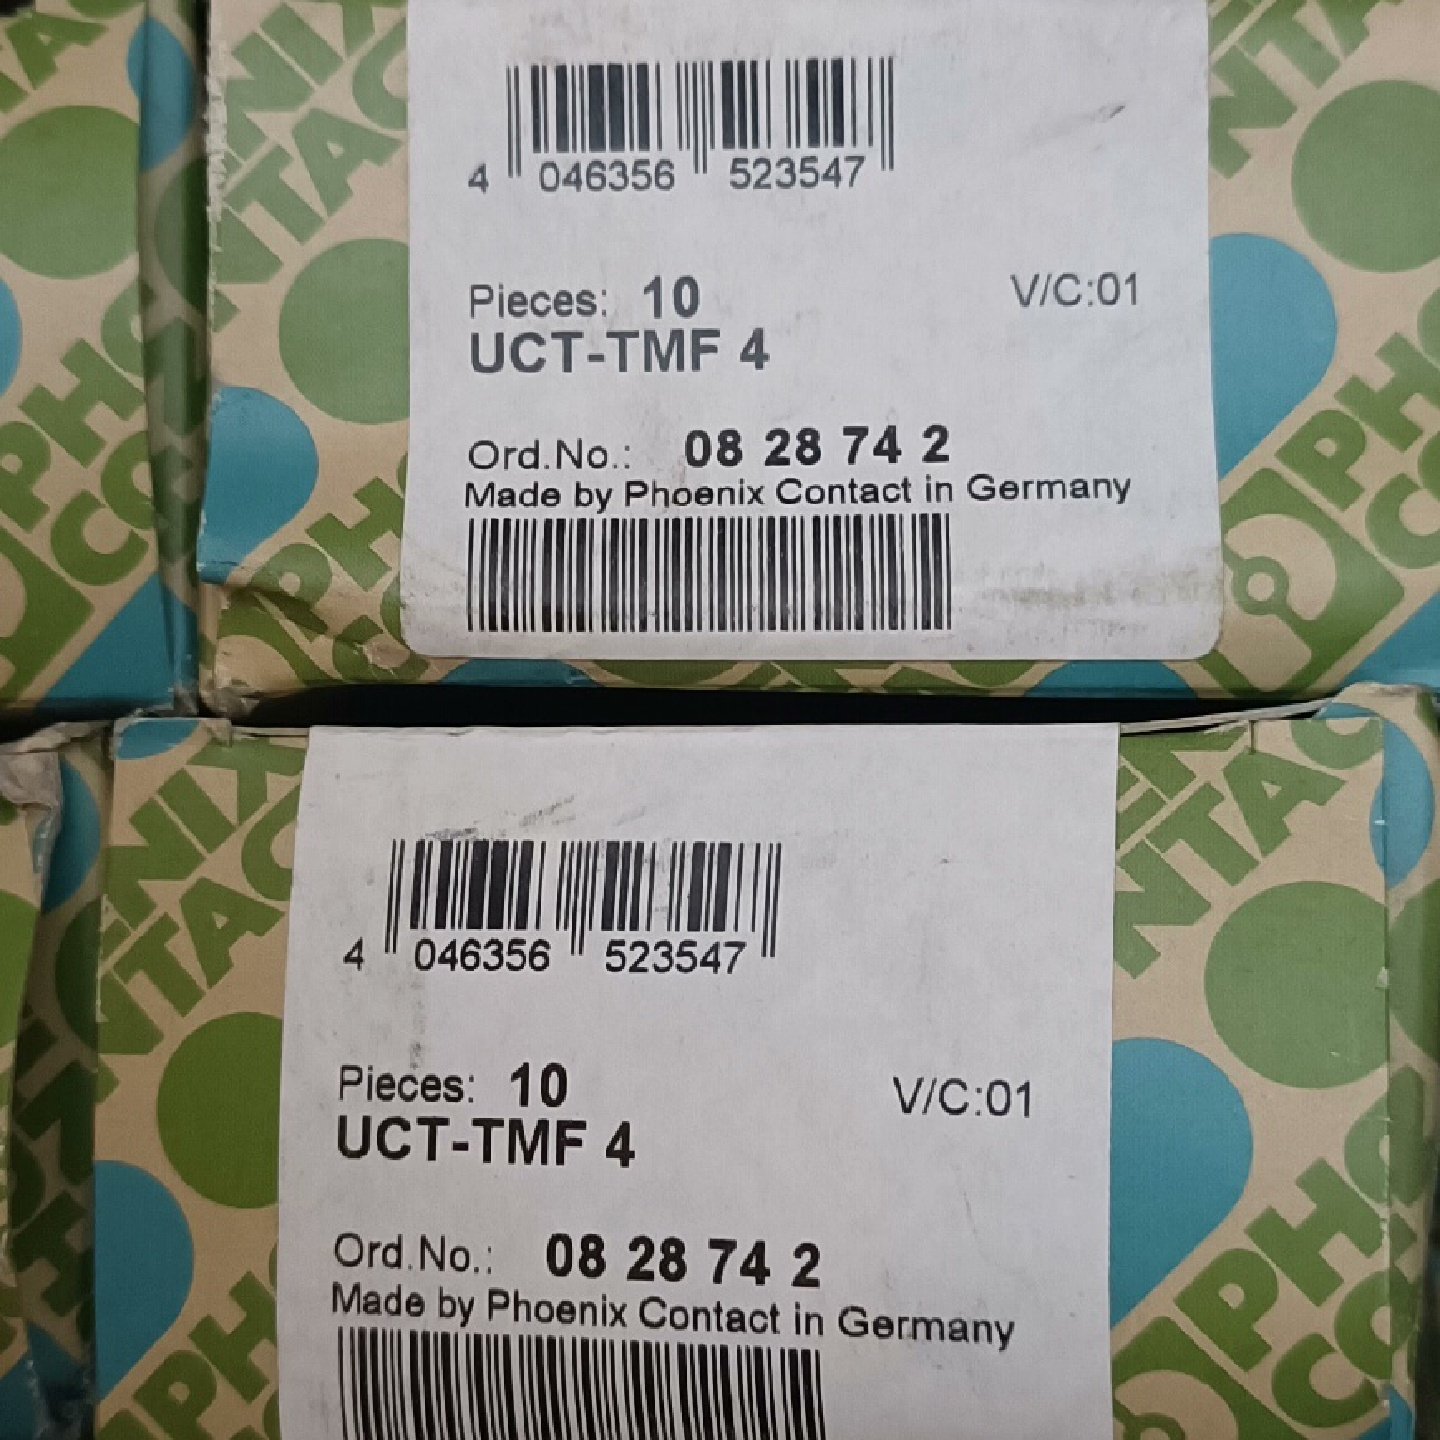 4 046356 523547
Pieces: 10
V/C:01
UCT-TMF 4
Ord.No.: 08 28 74 2
Made by Phoenix Contact in Germany
4 046356 523547
Pieces: 10
V/C:01
UCT-TMF 4
Ord.No.: 08 28 74 2
Made by Phoenix Contact in Germany